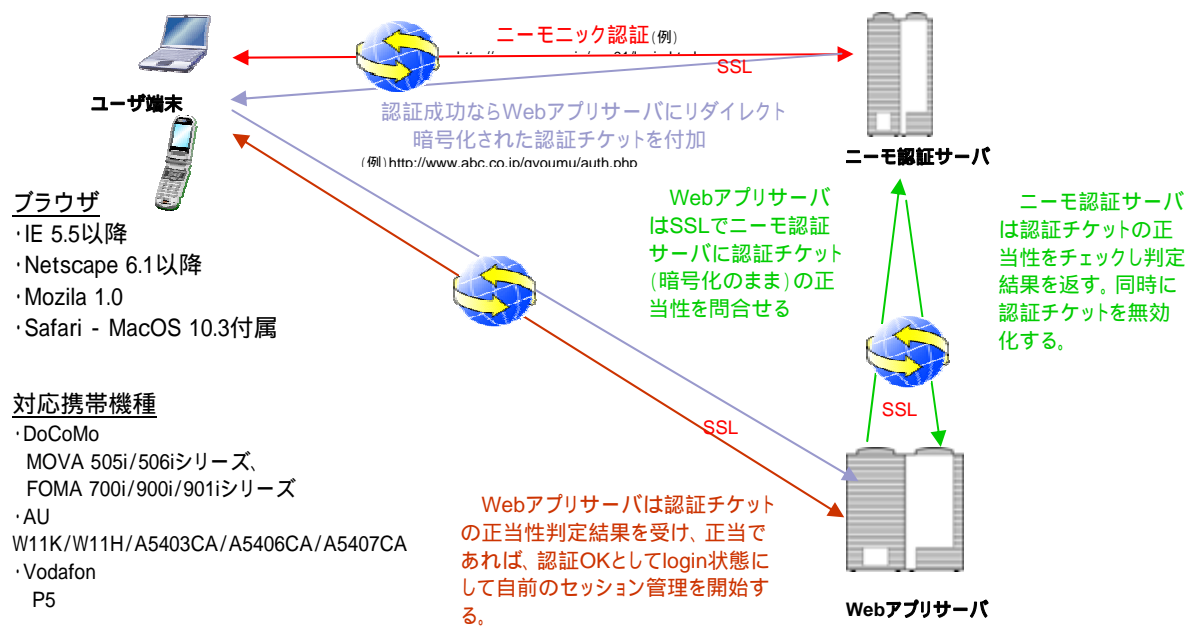 ニーモニック認証(例)
SSL
ユーザ端末
認証成功ならWebアプリサーバにリダイレクト
暗号化された認証チケットを付加
(例)http://www.abc.co.jp/gyoumu/auth.php
ニーモ認証サーバ
ブラウザ
・IE 5.5以降
・Netscape 6.1以降
・Mozila 1.0
・Safari - MacOS 10.3付属
Webアプリサーバ
はSSLでニーモ認証
サーバに認証チケット
(暗号化のまま)の正
当性を問合せる
ニーモ認証サーバ
は認証チケットの正
当性をチェックし判定
結果を返す。同時に
認証チケットを無効
化する。
対応携帯機種
・DoCoMo
MOVA 505i/506iシリーズ、
FOMA 700i/900i/901iシリーズ
・AU
W11K/W11H/A5403CA/A5406CA/A5407CA
・Vodafon
P5
SSL
SSL
Webアプリサーバは認証チケット
の正当性判定結果を受け、正当で
あれば、認証OKとしてlogin状態に
して自前のセッション管理を開始す
る。
Webアプリサーバ